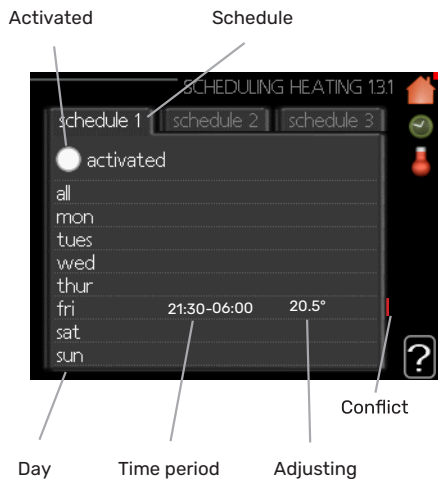 Activated Schedule
SCHEDULING HEATING 1.3.1
schedule 1 schedule 2 schedule 3
activated
all
mon
tues
wed
thur
fri 21:30-06:00 20.5°
sat
sun
?
Conflict
Day Time period Adjusting